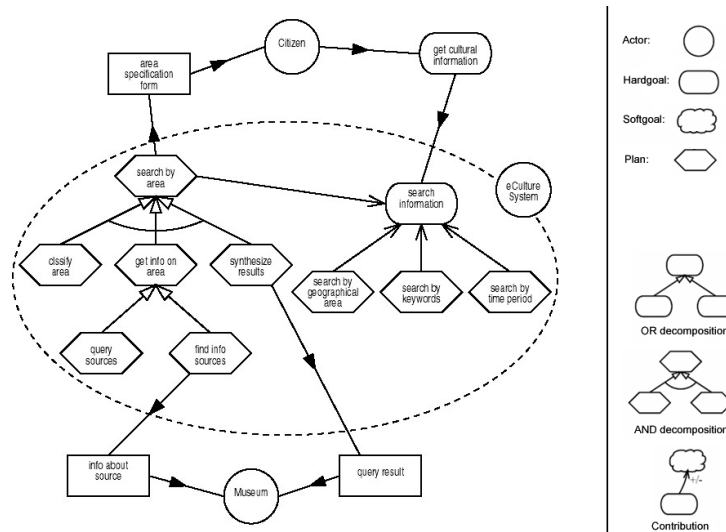 Citizen
area
specification
form
get cultural
information
search by
area
search
information
eCulture
System
clssify
area
get info on
area
synthesize
results
search by
geographical
area
search by
keywords
search by
time period
query
sources
find info
sources
info about
source
Museum
query result
Actor:
Hardgoal:
Softgoal:
Plan:
OR decomposition
AND decomposition
+/-
Contribution